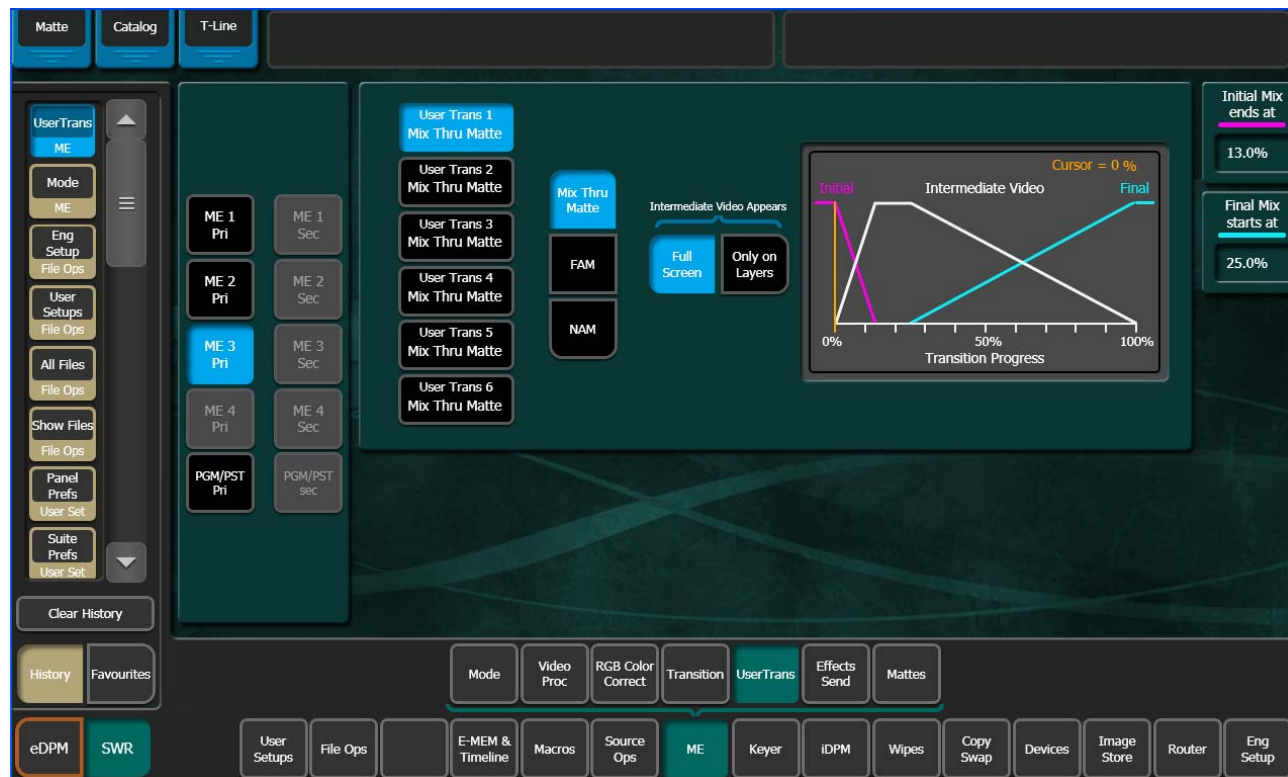 Matte
Catalog
T-Line
UserTrans
ME
Mode
ME
Eng
Setup
File Ops
User
Setups
File Ops
All Files
File Ops
Show Files
File Ops
Panel
Prefs
User Set
Suite
Prefs
User Set
Clear History
History
Favourites
eDPM
SWR
ME 1
Pri
ME 1
Sec
ME 2
Pri
ME 2
Sec
ME 3
Pri
ME 3
Sec
ME 4
Pri
ME 4
Sec
PGM/PST
Pri
PGM/PST
sec
User Trans 1
Mix Thru Matte
User Trans 2
Mix Thru Matte
User Trans 3
Mix Thru Matte
User Trans 4
Mix Thru Matte
User Trans 5
Mix Thru Matte
User Trans 6
Mix Thru Matte
Mix Thru
Matte
FAM
NAM
Intermediate Video Appears
Full
Screen
Only on
Layers
Cursor = 0 %
Initial
Intermediate Video
Final
0%
50%
100%
Transition Progress
Initial Mix
ends at
13.0%
Final Mix
starts at
25.0%
Mode
Video
Proc
RGB Color
Correct
Transition
UserTrans
Effects
Send
Mattes
User
Setups
File Ops
E-MEM &
Timeline
Macros
Source
Ops
ME
Keyer
iDPM
Wipes
Copy
Swap
Devices
Image
Store
Router
Eng
Setup